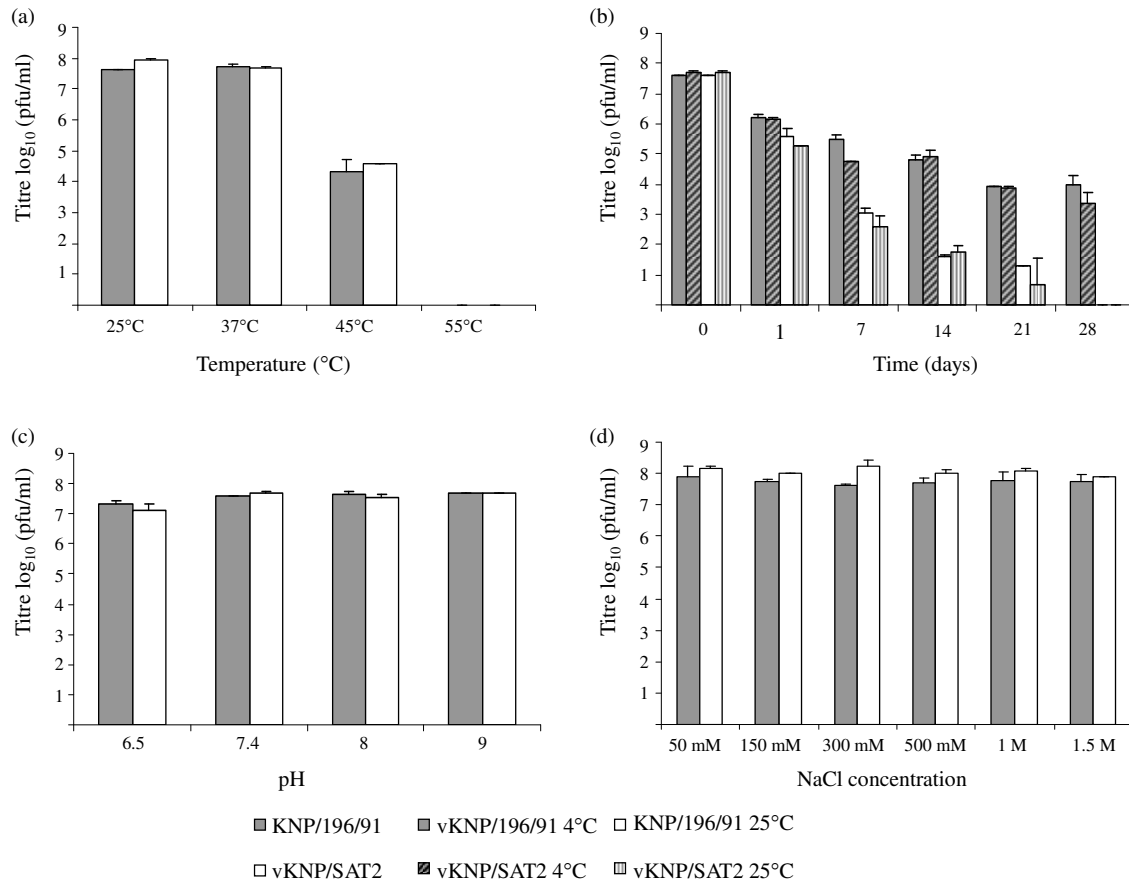 (a)
9
8
7
6
5
4
3
2
1
Titre log10 (pfu/ml)
25°C 37°C 45°C 55°C
Temperature (°C)
(b)
9
8
7
6
5
4
3
2
1
Titre log10 (pfu/ml)
0 1 7 14 21 28
Time (days)
(c)
9
8
7
6
5
4
3
2
1
Titre log10 (pfu/ml)
6.5 7.4 8 9
pH
(d)
9
8
7
6
5
4
3
2
1
Titre log10 (pfu/ml)
50 mM 150 mM 300 mM 500 mM 1 M 1.5 M
NaCl concentration
KNP/196/91 vKNP/196/91 4°C KNP/196/91 25°C
vKNP/SAT2 vKNP/SAT2 4°C vKNP/SAT2 25°C